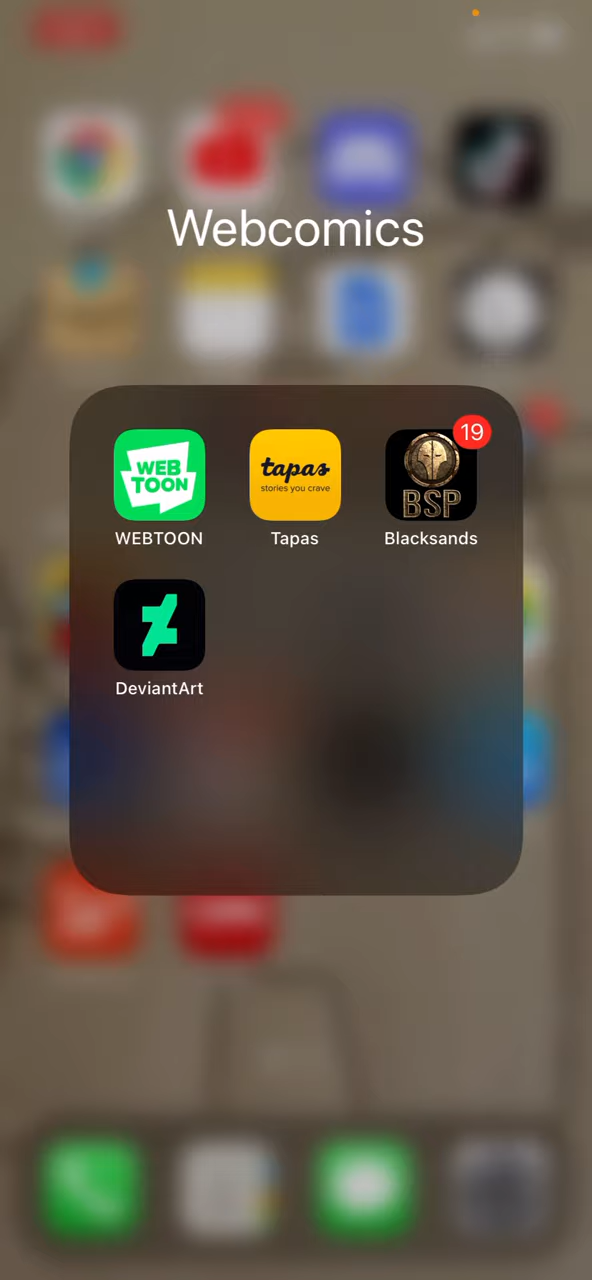 Webcomics
WEB
TOON
tapas
stories you crave
19
BSP
WEBTOON
Tapas
Blacksands
DeviantArt